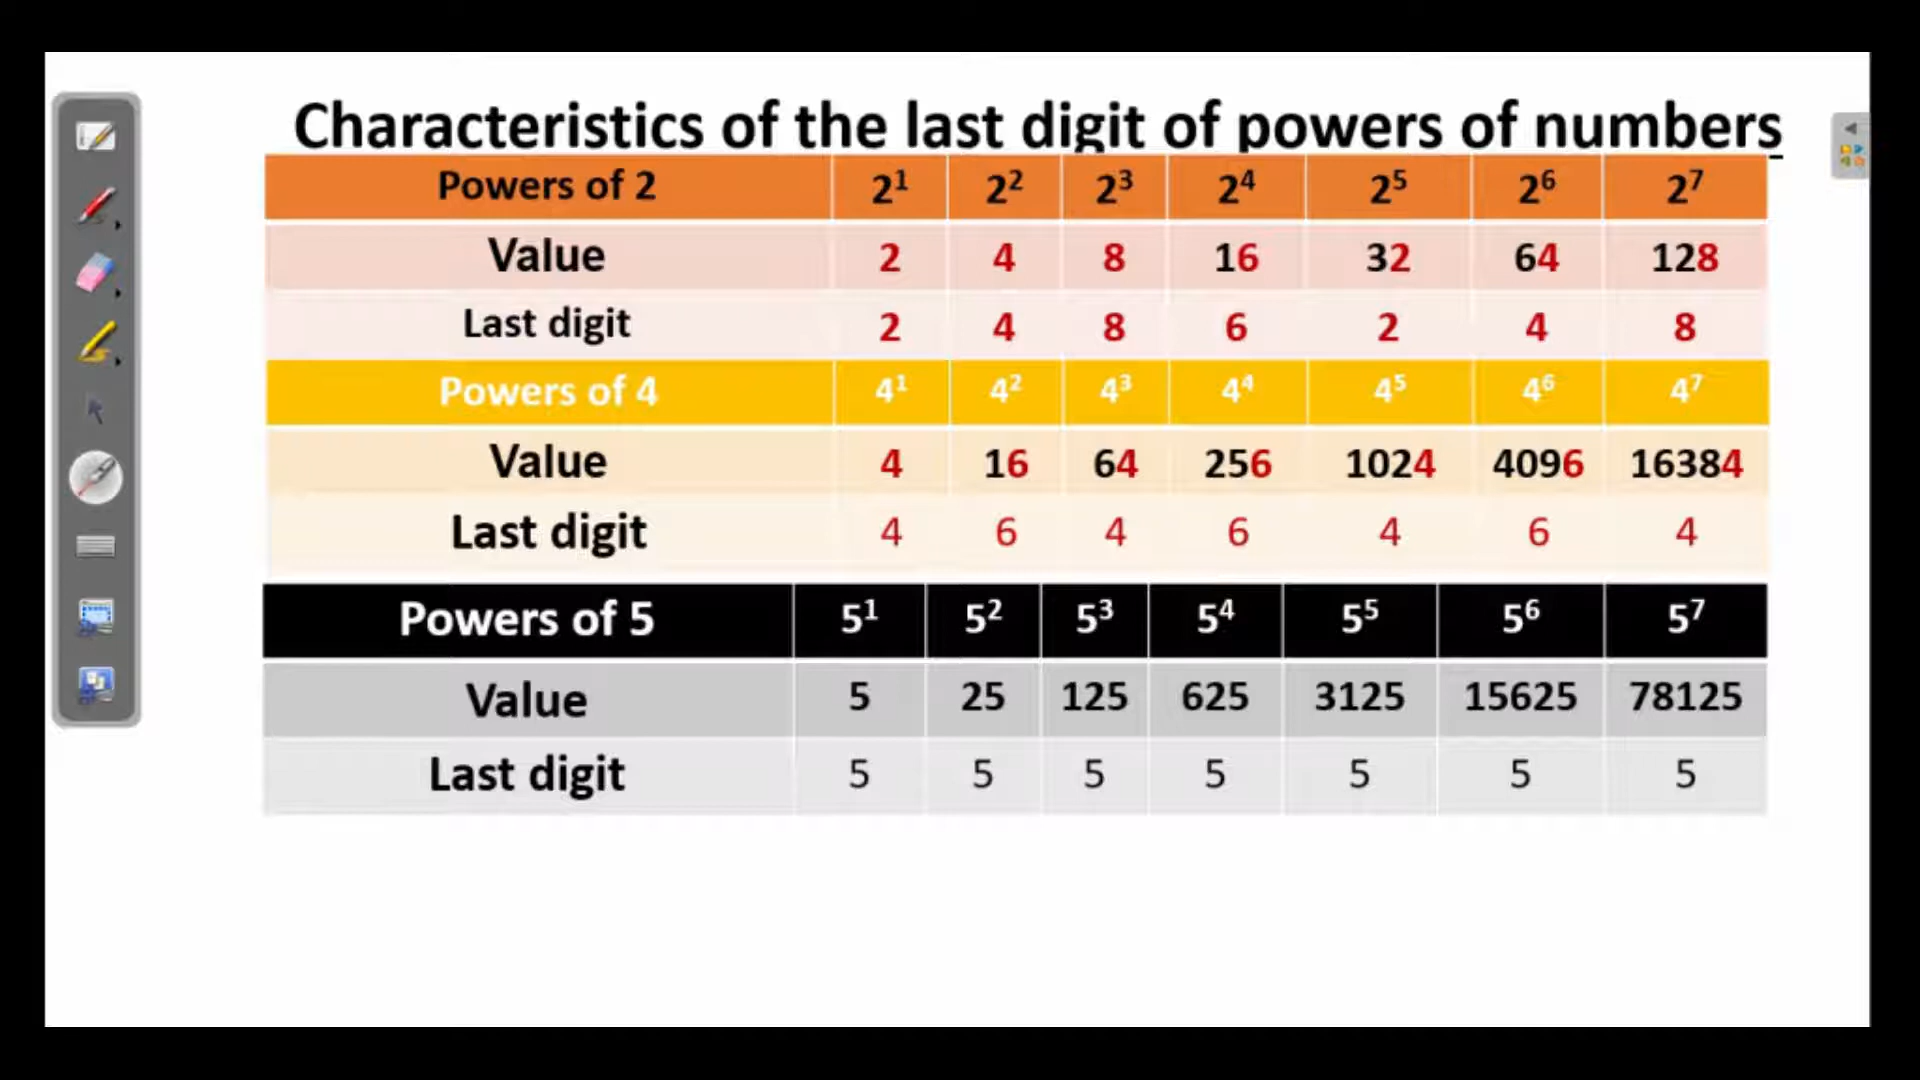 Characteristics of the last digit of powers of numbers
Powers of 2 2¹ 2² 2³ 2⁴ 2⁵ 2⁶ 2⁷
Value 2 4 8 16 32 64 128
Last digit 2 4 8 6 2 4 8
Powers of 4 4¹ 4² 4³ 4⁴ 4⁵ 4⁶ 4⁷
Value 4 16 64 256 1024 4096 16384
Last digit 4 6 4 6 4 6 4
Powers of 5 5¹ 5² 5³ 5⁴ 5⁵ 5⁶ 5⁷
Value 5 25 125 625 3125 15625 78125
Last digit 5 5 5 5 5 5 5